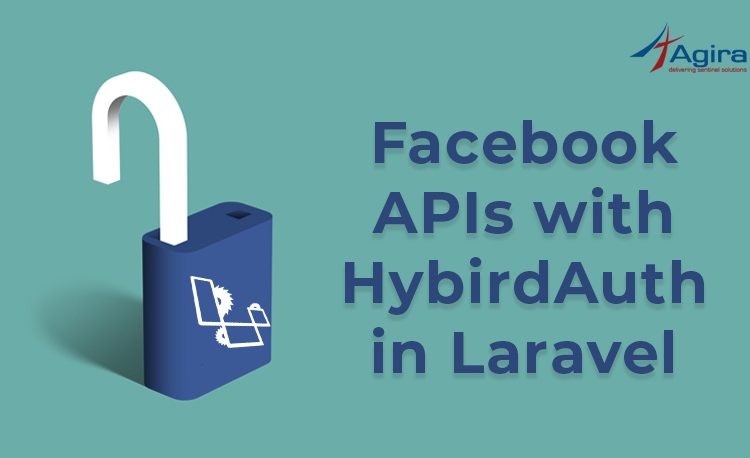 Agira
delivering sentinel solutions
Facebook
APIs with
HybirdAuth
in Laravel